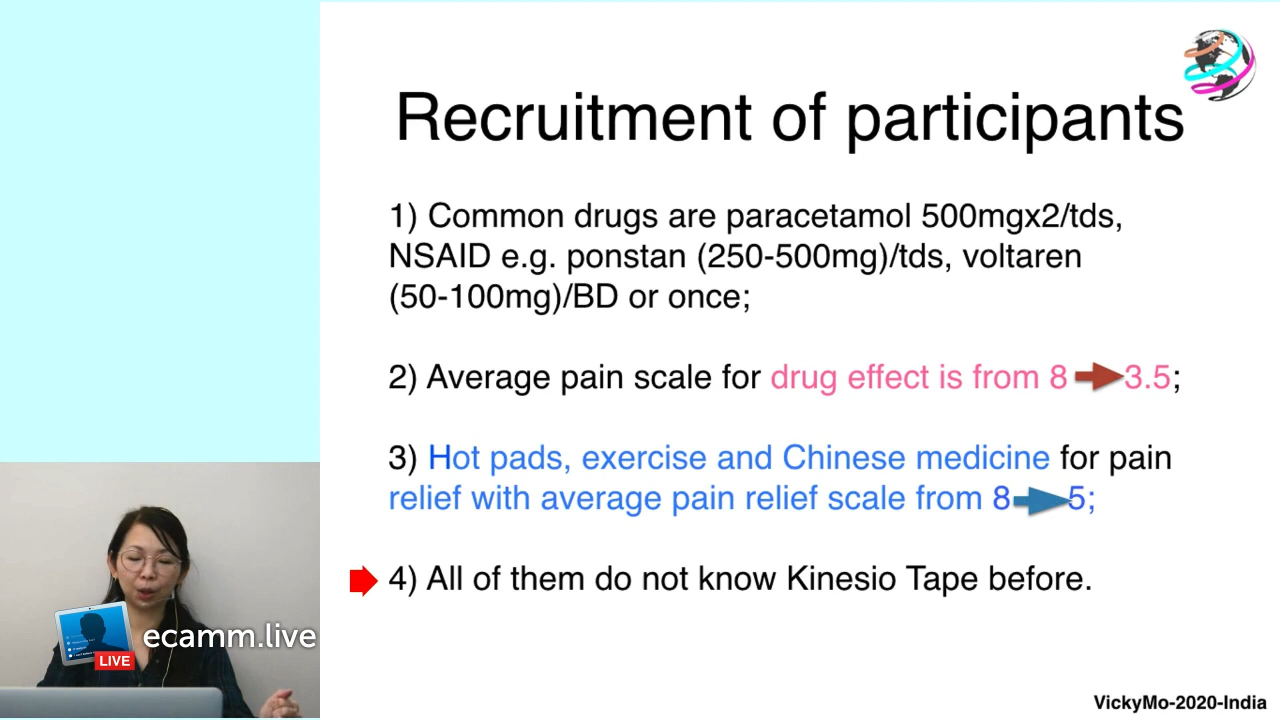 Recruitment of participants
1) Common drugs are paracetamol 500mgx2/tds,
NSAID e.g. ponstan (250-500mg)/tds, voltaren
(50-100mg)/BD or once;
2) Average pain scale for drug effect is from 8 3.5;
3) Hot pads, exercise and Chinese medicine for pain
relief with average pain relief scale from 8 5;
4) All of them do not know Kinesio Tape before.
ecamm.live
LIVE
VickyMo-2020-India